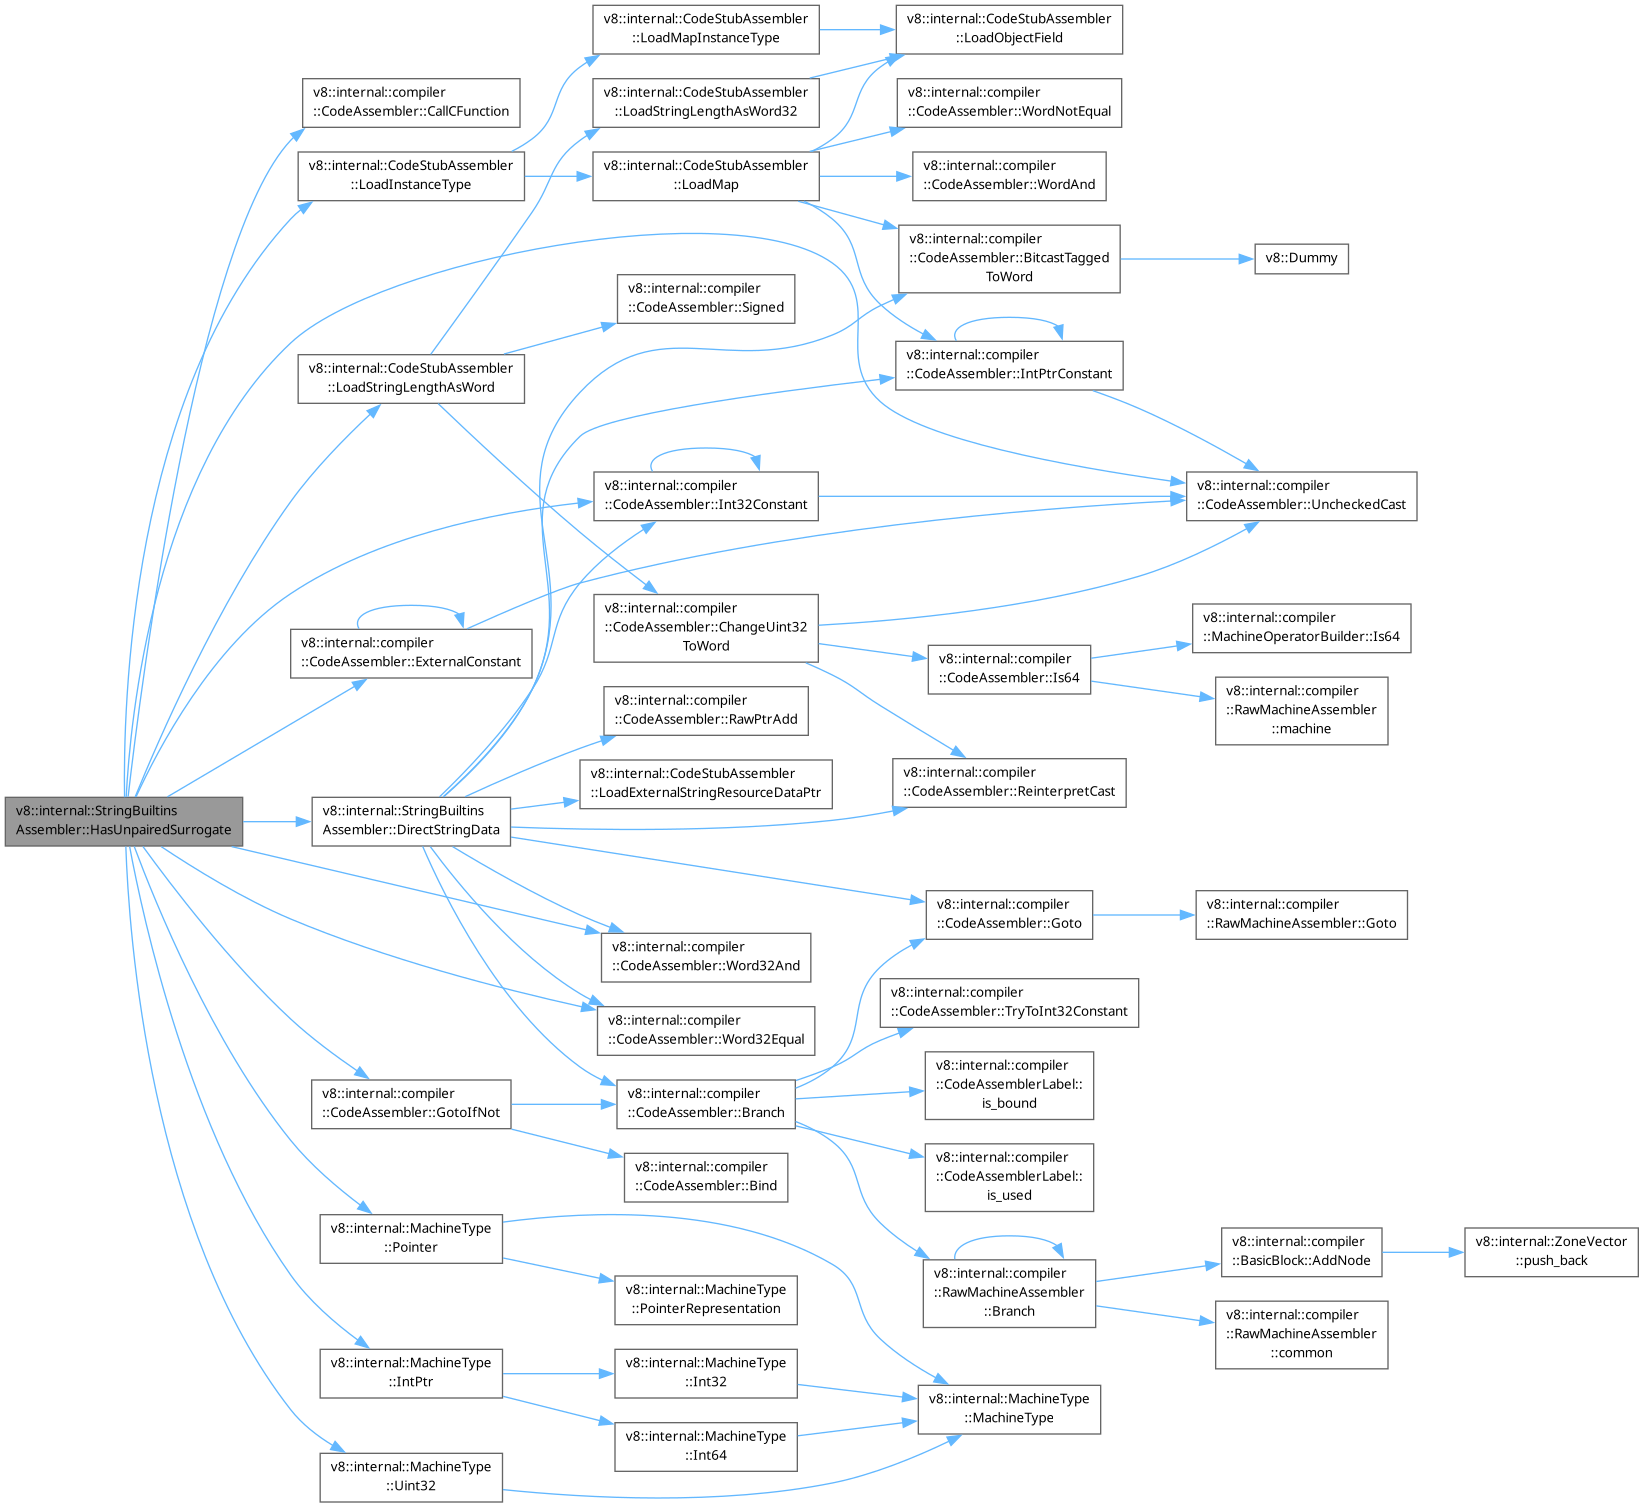 v8::internal::StringBuiltins
Assembler::HasUnpairedSurrogate
v8::internal::compiler
::CodeAssembler::CallCFunction
v8::internal::CodeStubAssembler
::LoadInstanceType
v8::internal::CodeStubAssembler
::LoadStringLengthAsWord
v8::internal::compiler
::CodeAssembler::ExternalConstant
v8::internal::StringBuiltins
Assembler::DirectStringData
v8::internal::compiler
::CodeAssembler::GotoIfNot
v8::internal::MachineType
::Pointer
v8::internal::MachineType
::IntPtr
v8::internal::MachineType
::Uint32
v8::internal::CodeStubAssembler
::LoadMapInstanceType
v8::internal::CodeStubAssembler
::LoadStringLengthAsWord32
v8::internal::CodeStubAssembler
::LoadMap
v8::internal::compiler
::CodeAssembler::Signed
v8::internal::compiler
::CodeAssembler::Int32Constant
v8::internal::compiler
::CodeAssembler::ChangeUint32
ToWord
v8::internal::compiler
::CodeAssembler::RawPtrAdd
v8::internal::CodeStubAssembler
::LoadExternalStringResourceDataPtr
v8::internal::compiler
::CodeAssembler::Word32And
v8::internal::compiler
::CodeAssembler::Word32Equal
v8::internal::compiler
::CodeAssembler::Branch
v8::internal::compiler
::CodeAssembler::Bind
v8::internal::MachineType
::PointerRepresentation
v8::internal::MachineType
::Int32
v8::internal::MachineType
::Int64
v8::internal::CodeStubAssembler
::LoadObjectField
v8::internal::compiler
::CodeAssembler::WordNotEqual
v8::internal::compiler
::CodeAssembler::WordAnd
v8::internal::compiler
::CodeAssembler::BitcastTagged
ToWord
v8::internal::compiler
::CodeAssembler::IntPtrConstant
v8::internal::compiler
::CodeAssembler::Is64
v8::internal::compiler
::CodeAssembler::ReinterpretCast
v8::internal::compiler
::CodeAssembler::Goto
v8::internal::compiler
::CodeAssembler::TryToInt32Constant
v8::internal::compiler
::CodeAssemblerLabel::
is_bound
v8::internal::compiler
::CodeAssemblerLabel::
is_used
v8::internal::compiler
::RawMachineAssembler
::Branch
v8::internal::MachineType
::MachineType
v8::Dummy
v8::internal::compiler
::CodeAssembler::UncheckedCast
v8::internal::compiler
::MachineOperatorBuilder::Is64
v8::internal::compiler
::RawMachineAssembler
::machine
v8::internal::compiler
::RawMachineAssembler::Goto
v8::internal::compiler
::BasicBlock::AddNode
v8::internal::compiler
::RawMachineAssembler
::common
v8::internal::ZoneVector
::push_back